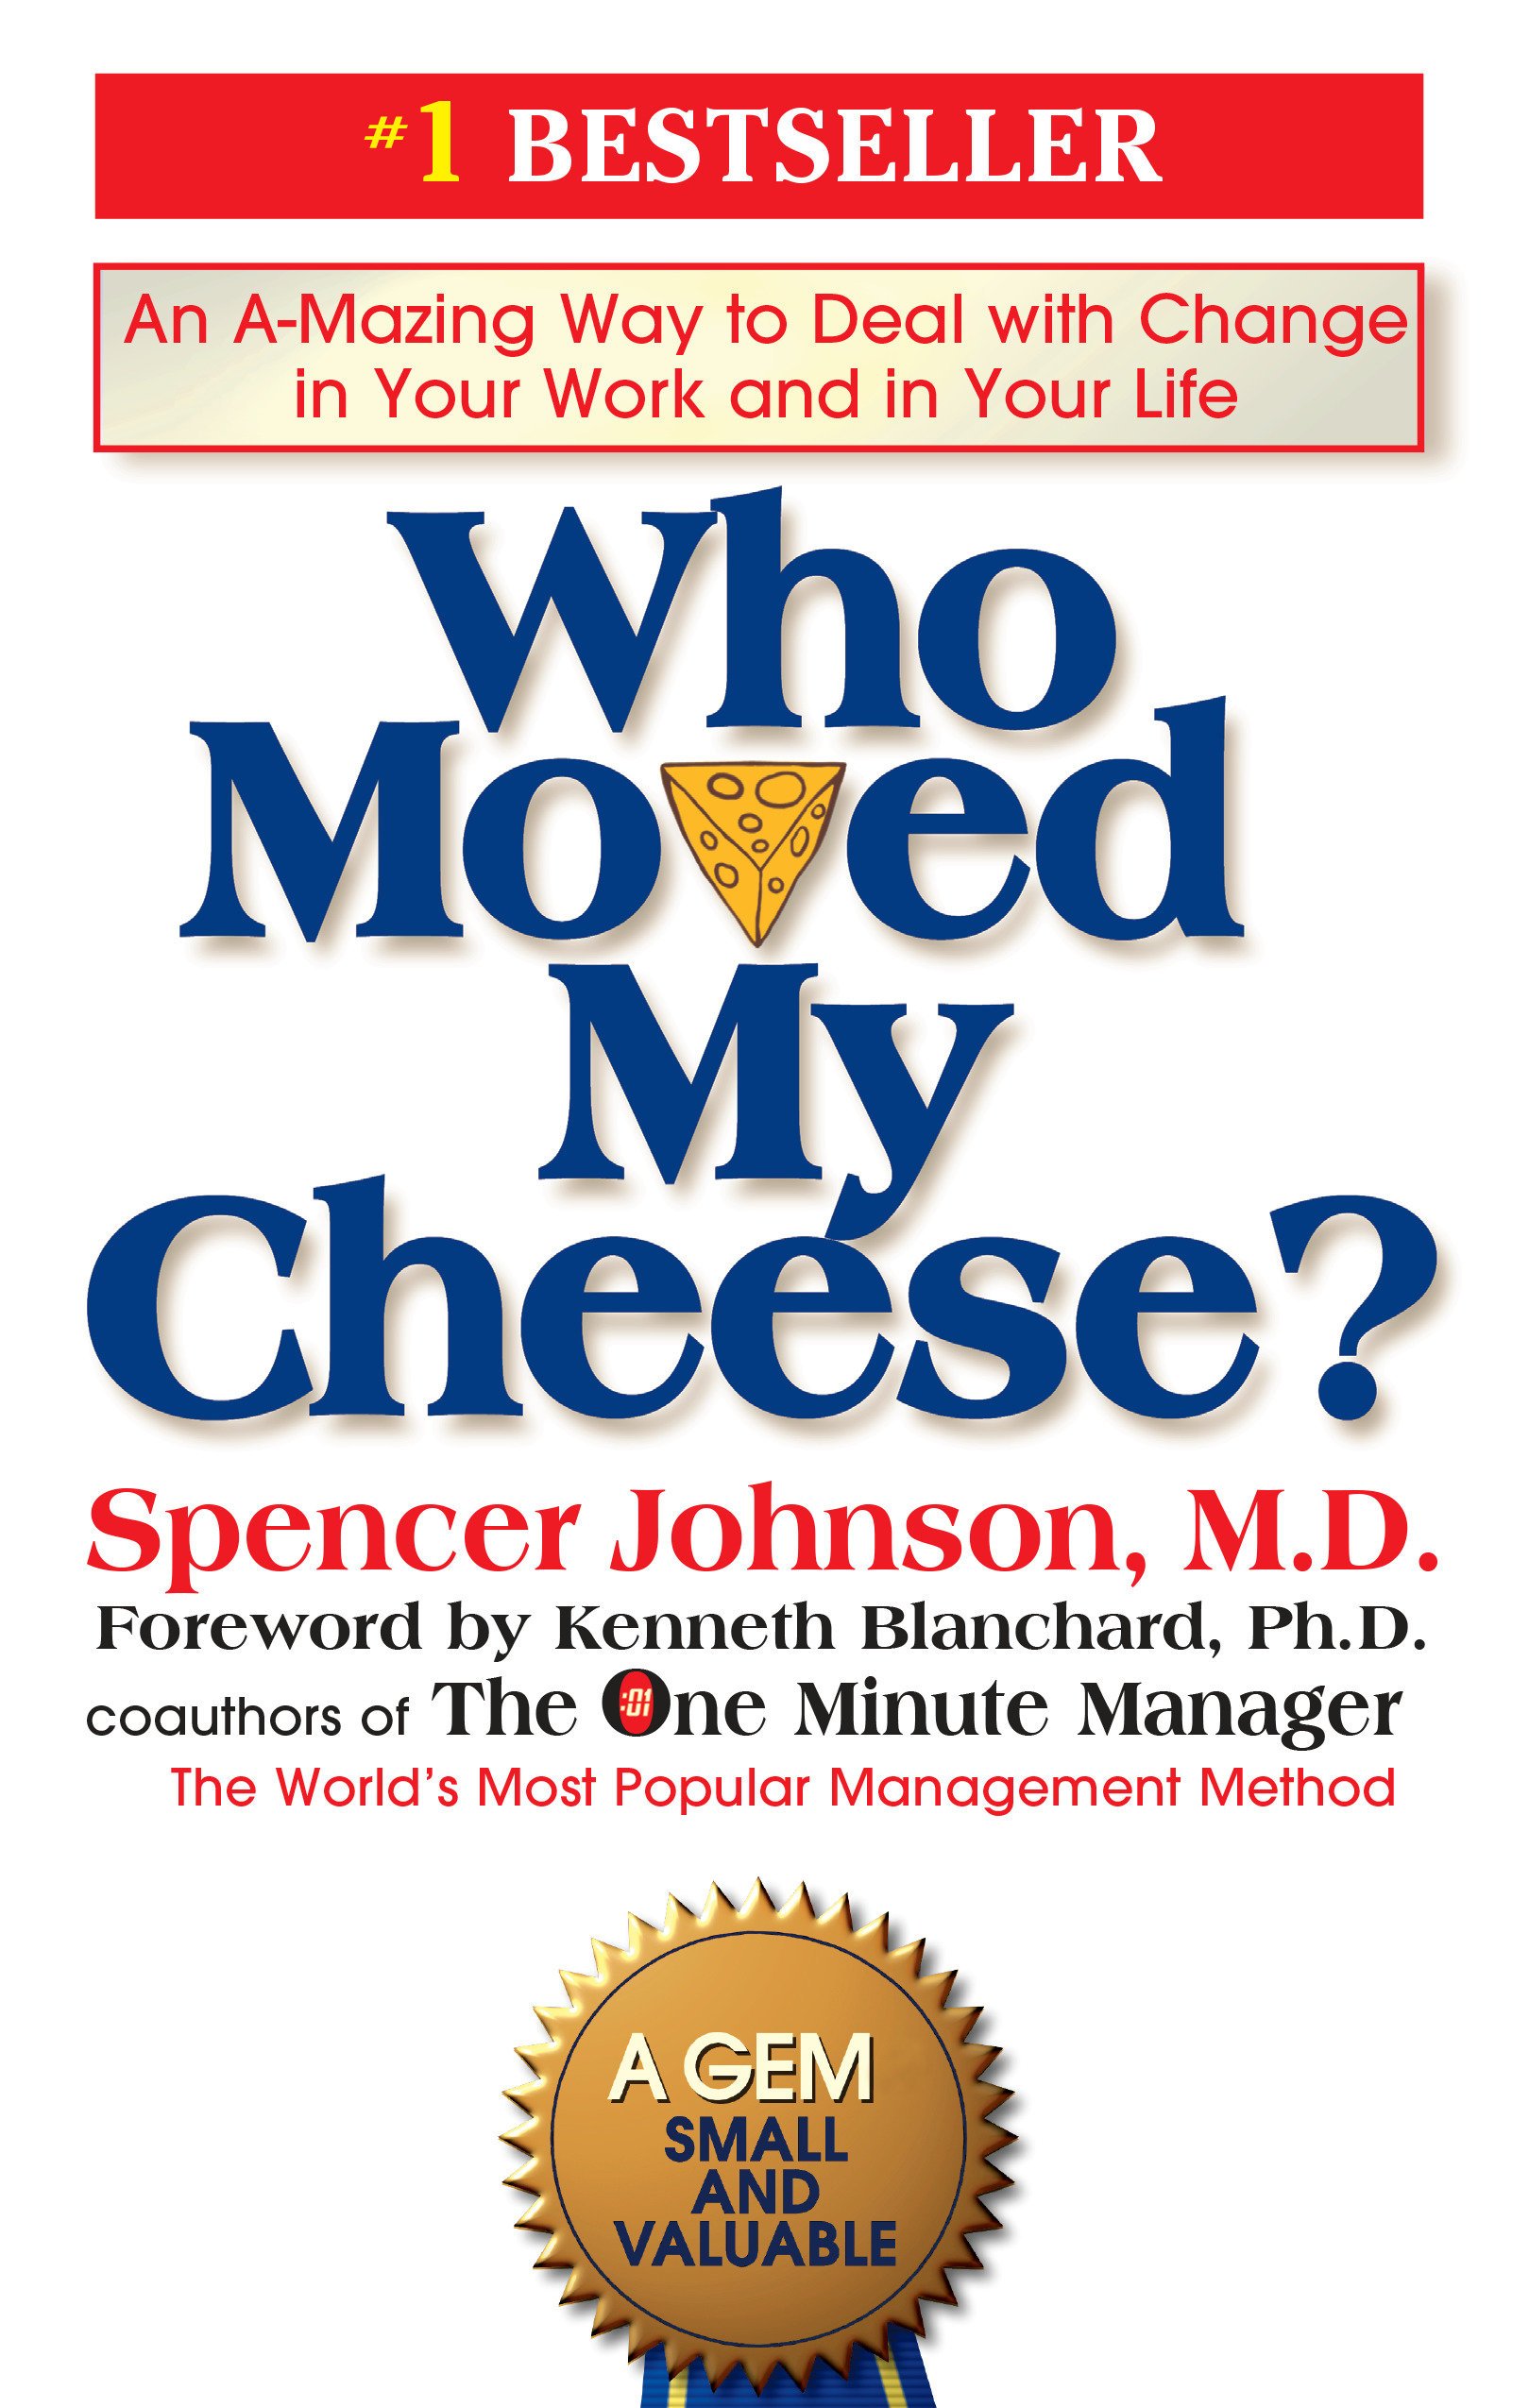 #1 BESTSELLER
An A-Mazing Way to Deal with Change
in Your Work and in Your Life
Who
Moved
My
Cheese?
Spencer Johnson, M.D.
Foreword by Kenneth Blanchard, Ph.D.
coauthors of The One Minute Manager
:01
The World's Most Popular Management Method
A GEM
SMALL
AND
VALUABLE